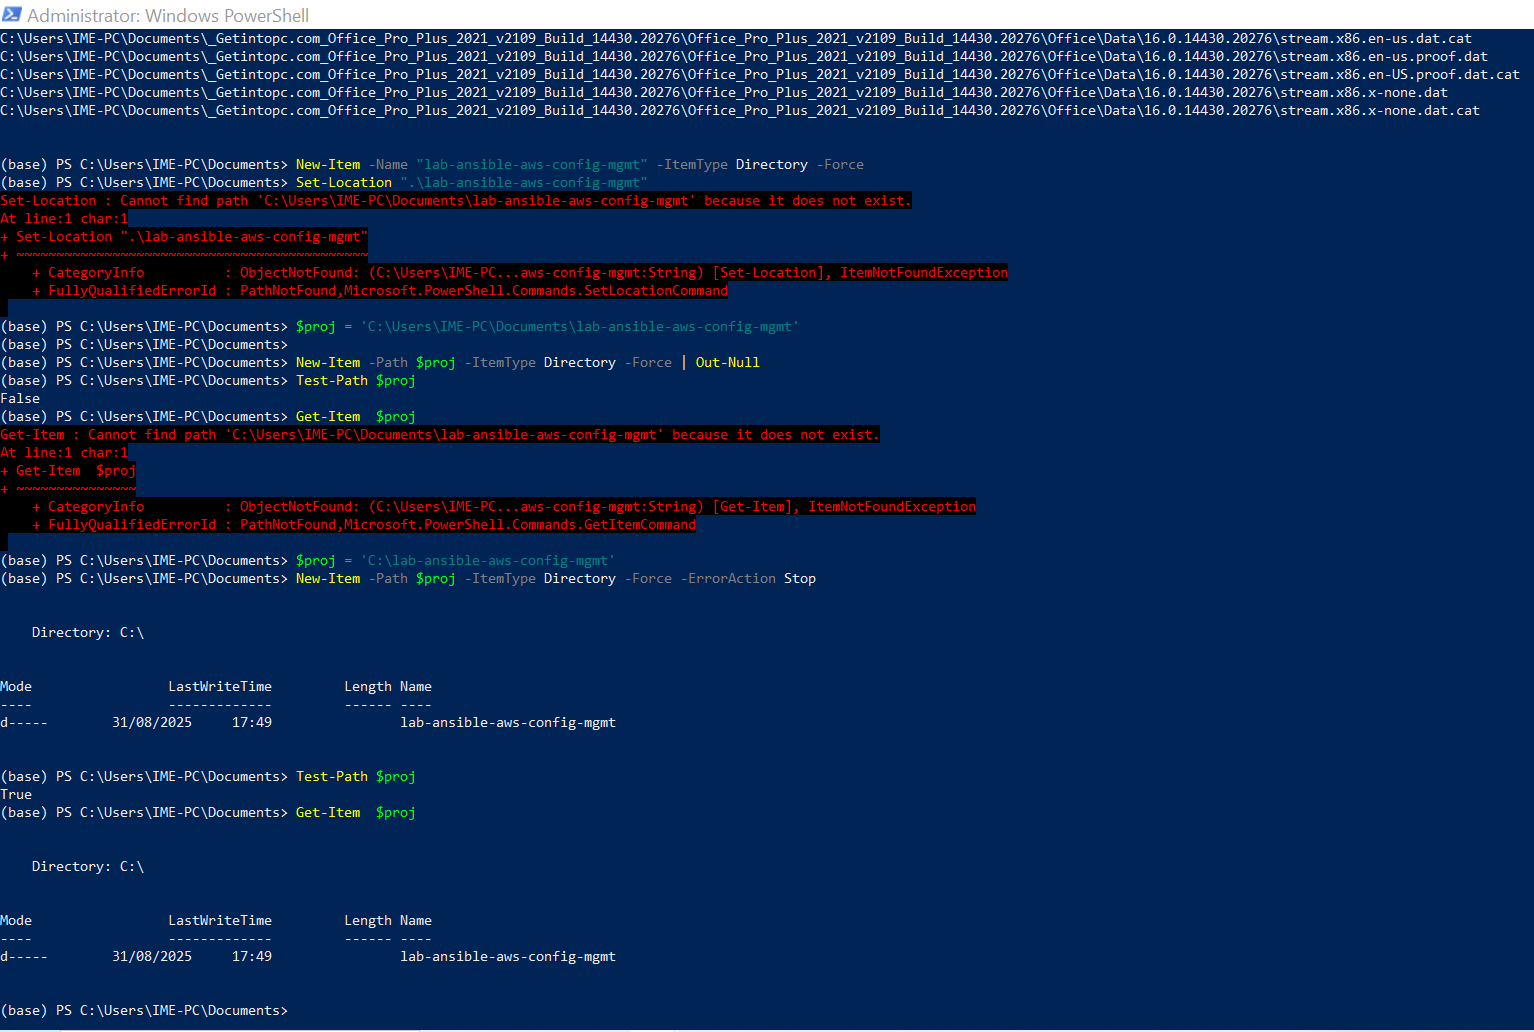 Administrator: Windows PowerShell
C:\Users\IME-PC\Documents\_Getintopc.com_Office_Pro_Plus_2021_v2109_Build_14430.20276\Office_Pro_Plus_2021_v2109_Build_14430.20276\Office\Data\16.0.14430.20276\stream.x86.en-us.dat.cat
C:\Users\IME-PC\Documents\_Getintopc.com_Office_Pro_Plus_2021_v2109_Build_14430.20276\Office_Pro_Plus_2021_v2109_Build_14430.20276\Office\Data\16.0.14430.20276\stream.x86.en-us.proof.dat
C:\Users\IME-PC\Documents\_Getintopc.com_Office_Pro_Plus_2021_v2109_Build_14430.20276\Office_Pro_Plus_2021_v2109_Build_14430.20276\Office\Data\16.0.14430.20276\stream.x86.en-US.proof.dat.cat
C:\Users\IME-PC\Documents\_Getintopc.com_Office_Pro_Plus_2021_v2109_Build_14430.20276\Office_Pro_Plus_2021_v2109_Build_14430.20276\Office\Data\16.0.14430.20276\stream.x86.x-none.dat
C:\Users\IME-PC\Documents\_Getintopc.com_Office_Pro_Plus_2021_v2109_Build_14430.20276\Office_Pro_Plus_2021_v2109_Build_14430.20276\Office\Data\16.0.14430.20276\stream.x86.x-none.dat.cat
(base) PS C:\Users\IME-PC\Documents> New-Item -Name "lab-ansible-aws-config-mgmt" -ItemType Directory -Force
(base) PS C:\Users\IME-PC\Documents> Set-Location ".\lab-ansible-aws-config-mgmt"
Set-Location : Cannot find path 'C:\Users\IME-PC\Documents\lab-ansible-aws-config-mgmt' because it does not exist.
At line:1 char:1
+ Set-Location ".\lab-ansible-aws-config-mgmt"
+ ~~~~~~~~~~~~~~~~~~~~~~~~~~~~~~~~~~~~~~~~~~~~
    + CategoryInfo          : ObjectNotFound: (C:\Users\IME-PC...aws-config-mgmt:String) [Set-Location], ItemNotFoundException
    + FullyQualifiedErrorId : PathNotFound,Microsoft.PowerShell.Commands.SetLocationCommand
(base) PS C:\Users\IME-PC\Documents> $proj = 'C:\Users\IME-PC\Documents\lab-ansible-aws-config-mgmt'
(base) PS C:\Users\IME-PC\Documents>
(base) PS C:\Users\IME-PC\Documents> New-Item -Path $proj -ItemType Directory -Force | Out-Null
(base) PS C:\Users\IME-PC\Documents> Test-Path $proj
False
(base) PS C:\Users\IME-PC\Documents> Get-Item  $proj
Get-Item : Cannot find path 'C:\Users\IME-PC\Documents\lab-ansible-aws-config-mgmt' because it does not exist.
At line:1 char:1
+ Get-Item  $proj
+ ~~~~~~~~~~~~~~~
    + CategoryInfo          : ObjectNotFound: (C:\Users\IME-PC...aws-config-mgmt:String) [Get-Item], ItemNotFoundException
    + FullyQualifiedErrorId : PathNotFound,Microsoft.PowerShell.Commands.GetItemCommand
(base) PS C:\Users\IME-PC\Documents> $proj = 'C:\lab-ansible-aws-config-mgmt'
(base) PS C:\Users\IME-PC\Documents> New-Item -Path $proj -ItemType Directory -Force -ErrorAction Stop
    Directory: C:\
Mode                 LastWriteTime         Length Name
----                 -------------         ------ ----
d-----        31/08/2025     17:49                lab-ansible-aws-config-mgmt
(base) PS C:\Users\IME-PC\Documents> Test-Path $proj
True
(base) PS C:\Users\IME-PC\Documents> Get-Item  $proj
    Directory: C:\
Mode                 LastWriteTime         Length Name
----                 -------------         ------ ----
d-----        31/08/2025     17:49                lab-ansible-aws-config-mgmt
(base) PS C:\Users\IME-PC\Documents>